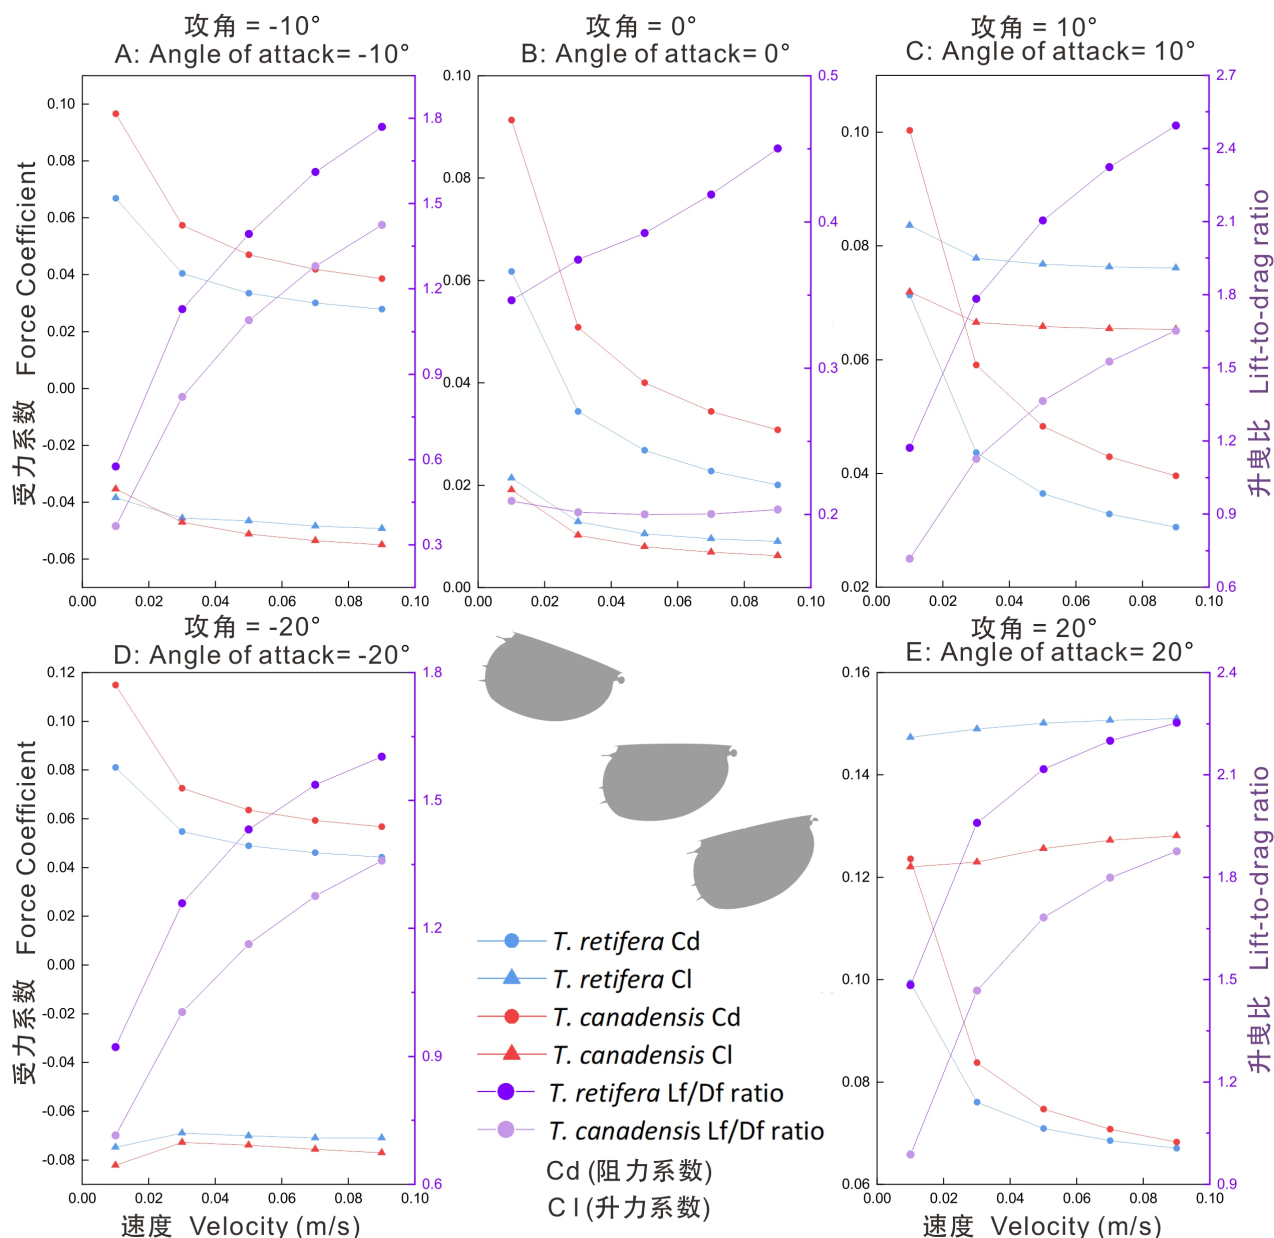 攻角 = -10°
A: Angle of attack= -10°
攻角 = 0°
B: Angle of attack= 0°
攻角 = 10°
C: Angle of attack= 10°
受力系数 Force Coefficient
0.10
0.08
0.06
0.04
0.02
0.00
-0.02
-0.04
-0.06
1.8
1.5
1.2
0.9
0.6
0.3
0.00 0.02 0.04 0.06 0.08 0.10
0.10
0.08
0.06
0.04
0.02
0.00
0.5
0.4
0.3
0.2
0.00 0.02 0.04 0.06 0.08 0.10
0.10
0.08
0.06
0.04
0.02
2.7
2.4
2.1
1.8
1.5
1.2
0.9
0.6
0.00 0.02 0.04 0.06 0.08 0.10
升曳比 Lift-to-drag ratio
攻角 = -20°
D: Angle of attack= -20°
攻角 = 20°
E: Angle of attack= 20°
受力系数 Force Coefficient
0.12
0.10
0.08
0.06
0.04
0.02
0.00
-0.02
-0.04
-0.06
-0.08
1.8
1.5
1.2
0.9
0.6
0.00 0.02 0.04 0.06 0.08 0.10
速度 Velocity (m/s)
T. retifera Cd
T. retifera Cl
T. canadensis Cd
T. canadensis Cl
T. retifera Lf/Df ratio
T. canadensis Lf/Df ratio
Cd (阻力系数)
C l (升力系数)
0.16
0.14
0.12
0.10
0.08
0.06
2.4
2.1
1.8
1.5
1.2
0.9
0.00 0.02 0.04 0.06 0.08 0.10
速度 Velocity (m/s)
升曳比 Lift-to-drag ratio